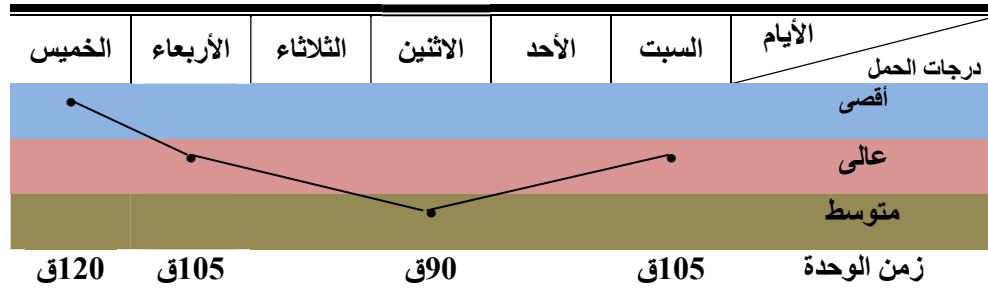 الأيام
درجات الحمل
السبت
الأحد
الاثنين
الثلاثاء
الأربعاء
الخميس
أقصى
عالى
متوسط
زمن الوحدة
105ق
90ق
105ق
120ق